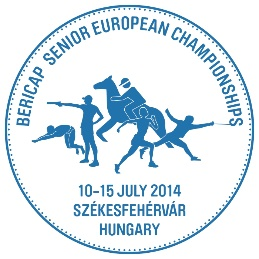 BERICAP SENIOR EUROPEAN CHAMPIONSHIPS
10-15 JULY 2014
SZÉKESFEHÉRVÁR
HUNGARY